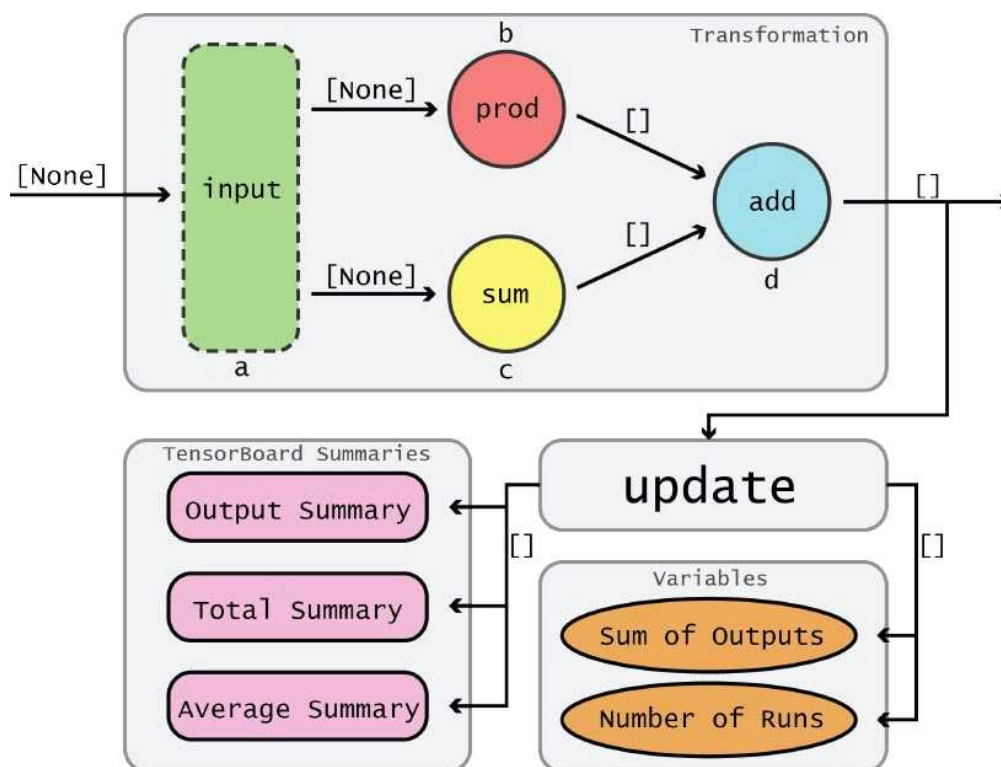 Transformation
b
[None]
prod
[]
[None]
input
add
[]
[]
d
[None]
sum
a
c
TensorBoard Summaries
Output Summary
Total Summary
Average Summary
update
[]
[]
Variables
Sum of Outputs
Number of Runs